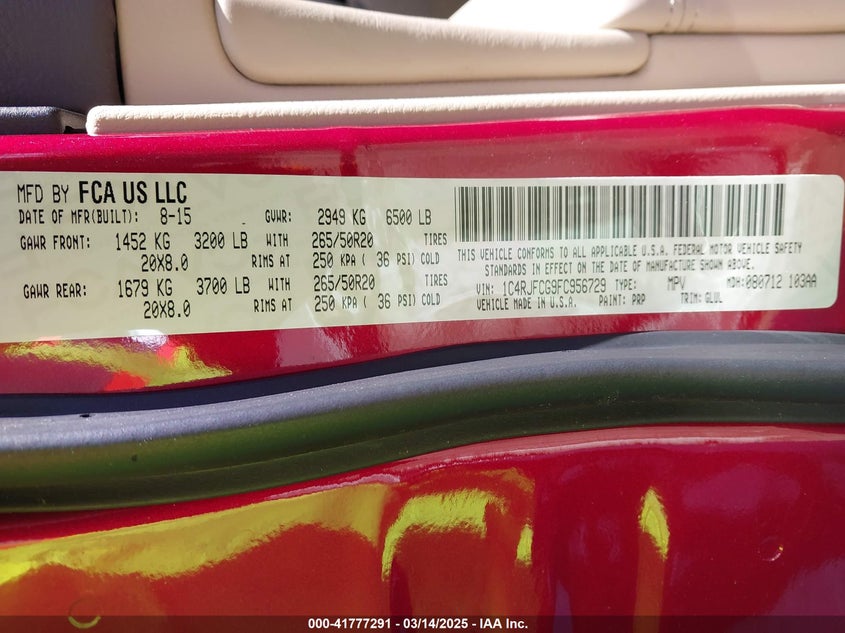 MFD BY FCA US LLC
DATE OF MFR(BUILT): 8-15 GVWR: 2949 KG 6500 LB
GAWR FRONT: 1452 KG 3200 LB WITH 265/50R20 TIRES
20X8.0 RIMS AT 250 KPA ( 36 PSI) COLD
GAWR REAR: 1679 KG 3700 LB WITH 265/50R20 TIRES
20X8.0 RIMS AT 250 KPA ( 36 PSI) COLD
THIS VEHICLE CONFORMS TO ALL APPLICABLE U.S.A. FEDERAL MOTOR VEHICLE SAFETY
STANDARDS IN EFFECT ON THE DATE OF MANUFACTURE SHOWN ABOVE.
VIN: 1C4RJFCG9FC956729 TYPE: MPV MDH: 080712 103AA
VEHICLE MADE IN U.S.A. PAINT: PRP TRIM: GLUL
000-41777291 - 03/14/2025 - IAA Inc.